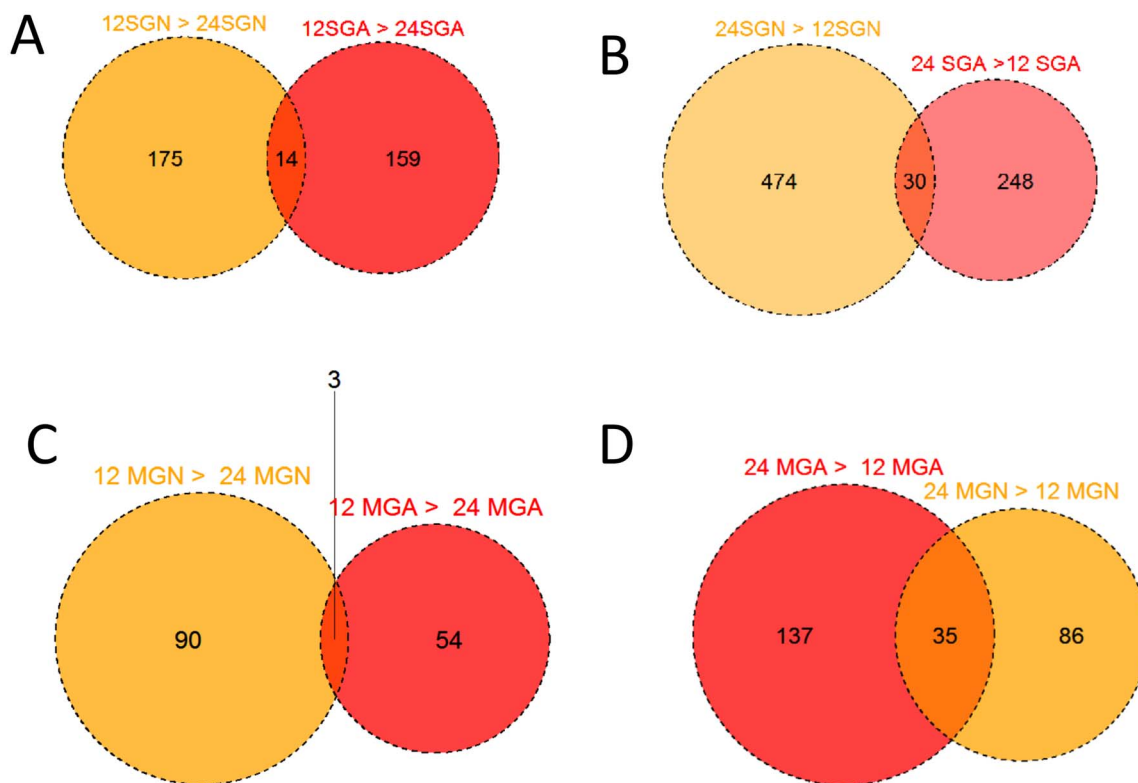 A
12SGN > 24SGN
12SGA > 24SGA
175
14
159
B
24SGN > 12SGN
24 SGA >12 SGA
474
30
248
3
C
12 MGN > 24 MGN
12 MGA > 24 MGA
90
54
D
24 MGA > 12 MGA
24 MGN > 12 MGN
137
35
86